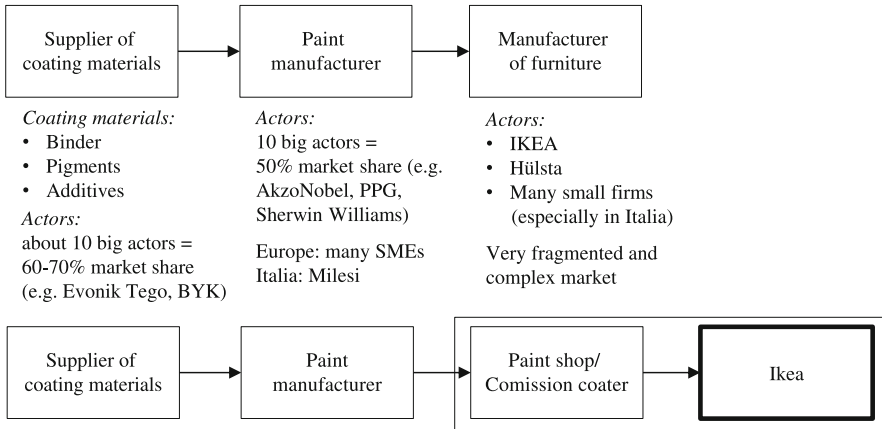 Supplier of
coating materials
Paint
manufacturer
Manufacturer
of furniture
Coating materials:
• Binder
• Pigments
• Additives
Actors:
about 10 big actors =
60-70% market share
(e.g. Evonik Tego, BYK)
Actors:
10 big actors =
50% market share (e.g.
AkzoNobel, PPG,
Sherwin Williams)
Europe: many SMEs
Italia: Milesi
Actors:
• IKEA
• Hülsta
• Many small firms
(especially in Italia)
Very fragmented and
complex market
Supplier of
coating materials
Paint
manufacturer
Paint shop/
Comission coater
Ikea